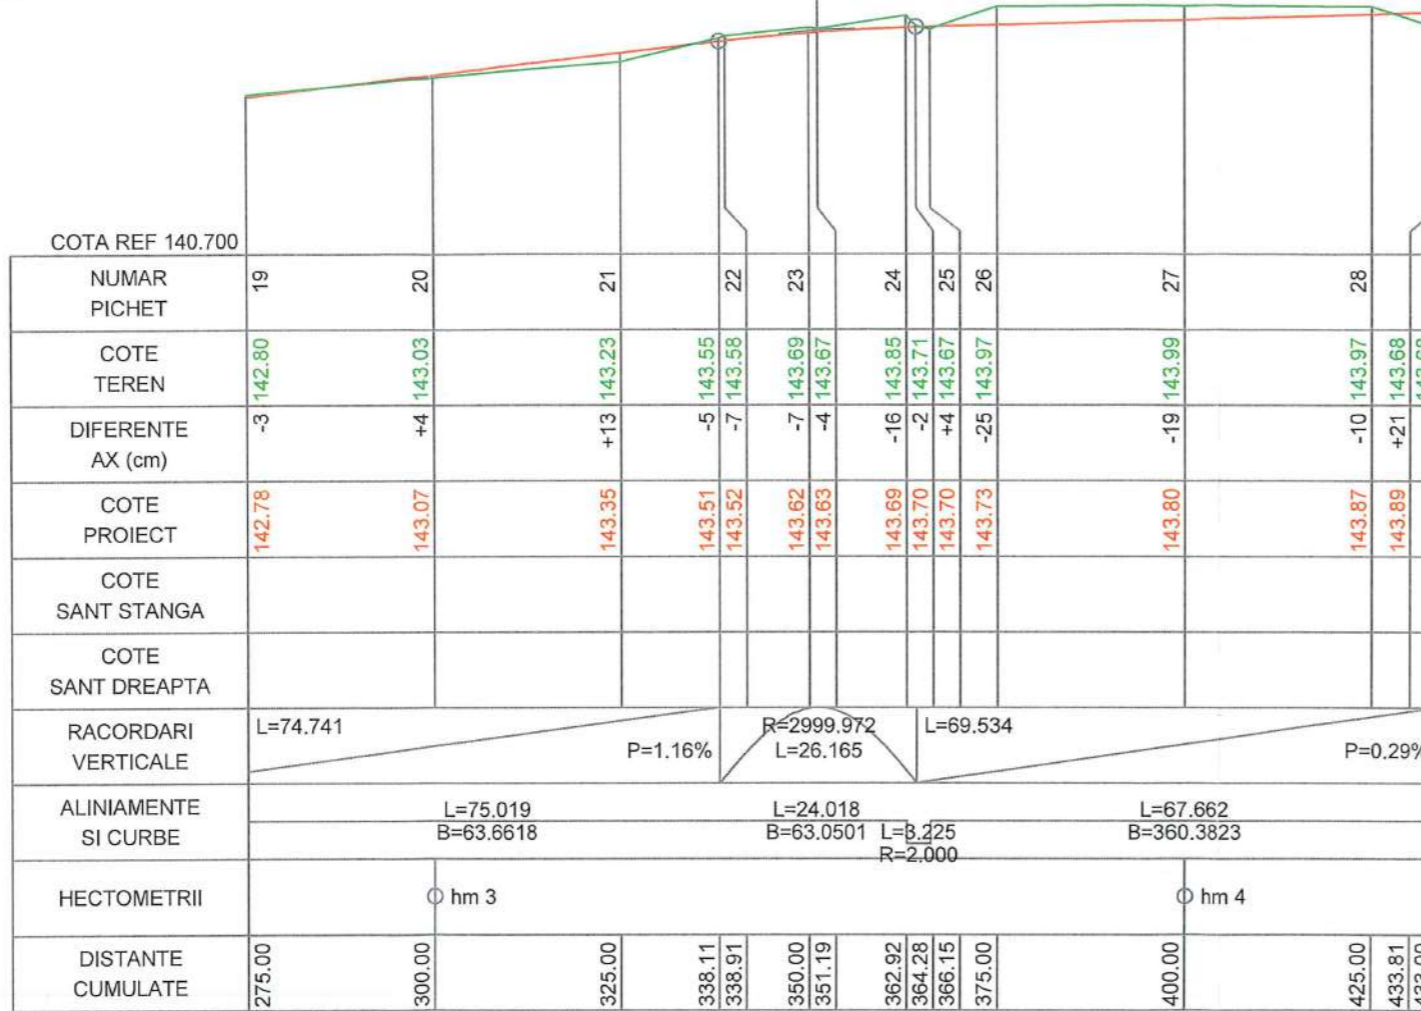 COTA REF 140.700
NUMAR PICHET 19 20 21 22 23 24 25 26 27 28
COTE TEREN 142.80 143.03 143.23 143.55 143.58 143.69 143.67 143.85 143.71 143.67 143.97 143.99 143.97 143.68
DIFERENTE AX (cm) -3 +4 +13 -5 -7 -7 -4 -16 -2 +4 -25 -19 -10 +21
COTE PROIECT 142.78 143.07 143.35 143.51 143.52 143.62 143.63 143.69 143.70 143.70 143.73 143.80 143.87 143.89
COTE SANT STANGA
COTE SANT DREAPTA
RACORDARI VERTICALE L=74.741 P=1.16% R=2999.972 L=26.165 L=69.534 P=0.29%
ALINIAMENTE SI CURBE L=75.019 B=63.6618 L=24.018 B=63.0501 L=3.225 R=2.000 L=67.662 B=360.3823
HECTOMETRII hm 3 hm 4
DISTANTE CUMULATE 275.00 300.00 325.00 338.11 338.91 350.00 351.19 362.92 364.28 366.15 375.00 400.00 425.00 433.81